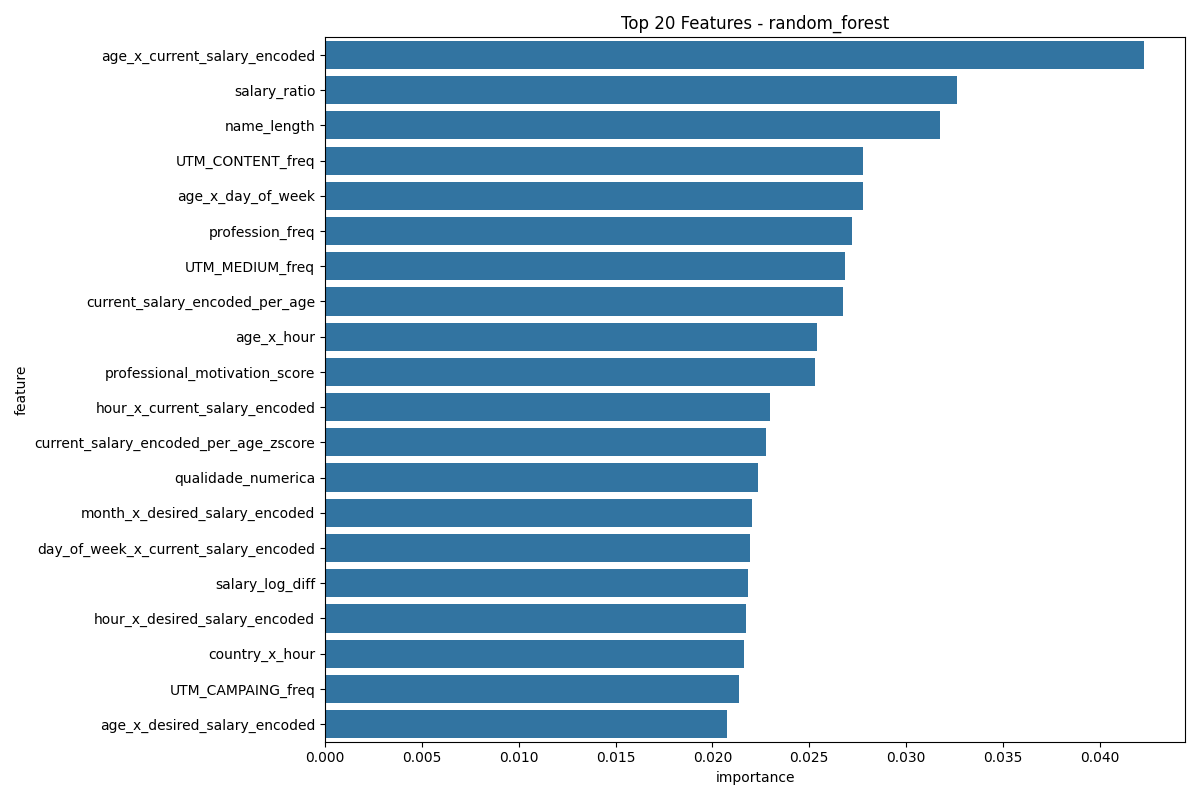 Top 20 Features - random_forest
age_x_current_salary_encoded
salary_ratio
name_length
UTM_CONTENT_freq
age_x_day_of_week
profession_freq
UTM_MEDIUM_freq
current_salary_encoded_per_age
age_x_hour
professional_motivation_score
hour_x_current_salary_encoded
current_salary_encoded_per_age_zscore
qualidade_numerica
month_x_desired_salary_encoded
day_of_week_x_current_salary_encoded
salary_log_diff
hour_x_desired_salary_encoded
country_x_hour
UTM_CAMPAING_freq
age_x_desired_salary_encoded
feature
0.000 0.005 0.010 0.015 0.020 0.025 0.030 0.035 0.040
importance